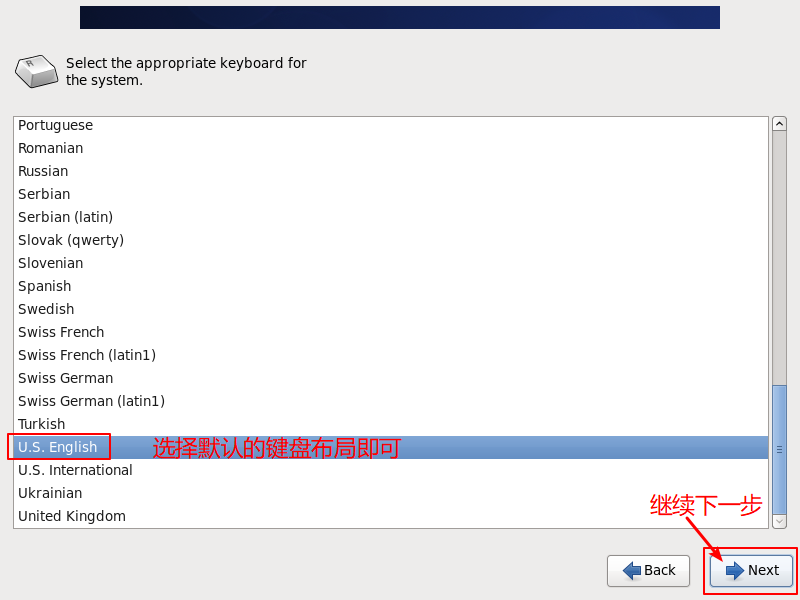 Select the appropriate keyboard for
the system.
Portuguese
Romanian
Russian
Serbian
Serbian (latin)
Slovak (qwerty)
Slovenian
Spanish
Swedish
Swiss French
Swiss French (latin1)
Swiss German
Swiss German (latin1)
Turkish
U.S. English 选择默认的键盘布局即可
U.S. International
Ukrainian
United Kingdom
继续下一步
Back Next